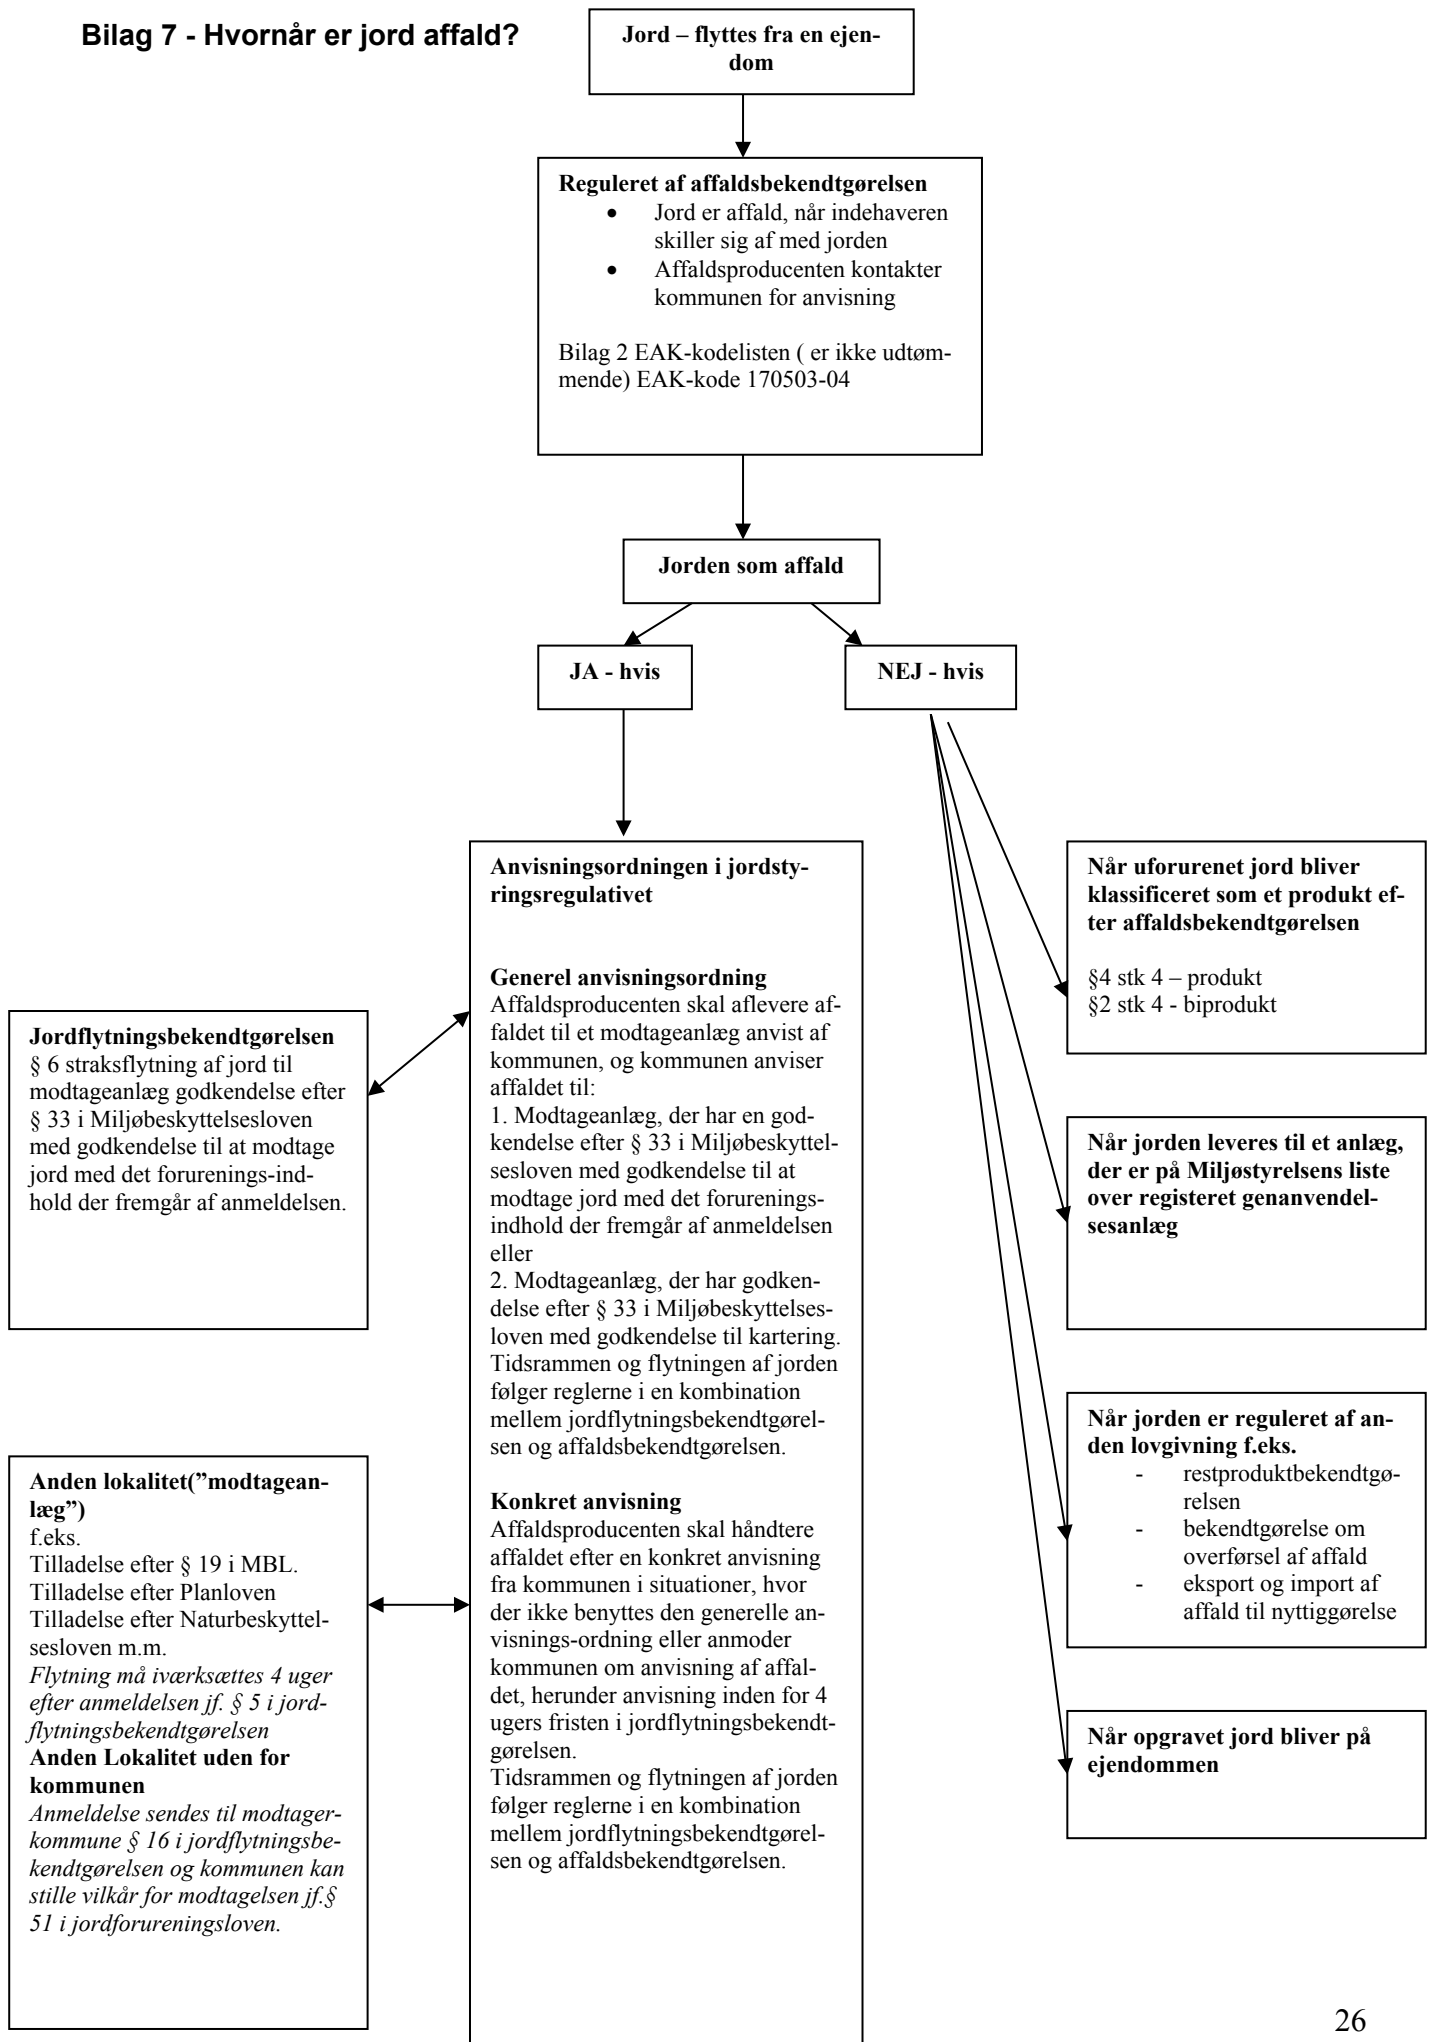 Bilag 7 - Hvornår er jord affald?
Jord – flyttes fra en ejen-
dom
Reguleret af affaldsbekendtgørelsen
• Jord er affald, når indehaveren
skiller sig af med jorden
• Affaldsproducenten kontakter
kommunen for anvisning
Bilag 2 EAK-kodelisten ( er ikke udtøm-
mende) EAK-kode 170503-04
Jorden som affald
JA - hvis
NEJ - hvis
Anvisningsordningen i jordsty-
ringsregulativet
Generel anvisningsordning
Affaldsproducenten skal aflevere af-
faldet til et modtageanlæg anvist af
kommunen, og kommunen anviser
affaldet til:
1. Modtageanlæg, der har en god-
kendelse efter § 33 i Miljøbeskyttel-
sesloven med godkendelse til at
modtage jord med det forurenings-
indhold der fremgår af anmeldelsen
eller
2. Modtageanlæg, der har godken-
delse efter § 33 i Miljøbeskyttelses-
loven med godkendelse til kartering.
Tidsrammen og flytningen af jorden
følger reglerne i en kombination
mellem jordflytningsbekendtgørel-
sen og affaldsbekendtgørelsen.
Konkret anvisning
Affaldsproducenten skal håndtere
affaldet efter en konkret anvisning
fra kommunen i situationer, hvor
der ikke benyttes den generelle an-
visnings-ordning eller anmoder
kommunen om anvisning af affal-
det, herunder anvisning inden for 4
ugers fristen i jordflytningsbekendt-
gørelsen.
Tidsrammen og flytningen af jorden
følger reglerne i en kombination
mellem jordflytningsbekendtgørel-
sen og affaldsbekendtgørelsen.
Jordflytningsbekendtgørelsen
§ 6 straksflytning af jord til
modtageanlæg godkendelse efter
§ 33 i Miljøbeskyttelsesloven
med godkendelse til at modtage
jord med det forurenings-ind-
hold der fremgår af anmeldelsen.
Anden lokalitet(”modtagean-
læg”)
f.eks.
Tilladelse efter § 19 i MBL.
Tilladelse efter Planloven
Tilladelse efter Naturbeskyttel-
sesloven m.m.
Flytning må iværksættes 4 uger
efter anmeldelsen jf. § 5 i jord-
flytningsbekendtgørelsen
Anden Lokalitet uden for
kommunen
Anmeldelse sendes til modtager-
kommune § 16 i jordflytningsbe-
kendtgørelsen og kommunen kan
stille vilkår for modtagelsen jf.§
51 i jordforureningsloven.
Når uforurenet jord bliver
klassificeret som et produkt ef-
ter affaldsbekendtgørelsen
§4 stk 4 – produkt
§2 stk 4 - biprodukt
Når jorden leveres til et anlæg,
der er på Miljøstyrelsens liste
over registeret genanvendel-
sesanlæg
Når jorden er reguleret af an-
den lovgivning f.eks.
- restproduktbekendtgø-
relsen
- bekendtgørelse om
overførsel af affald
- eksport og import af
affald til nyttiggørelse
Når opgravet jord bliver på
ejendommen
26